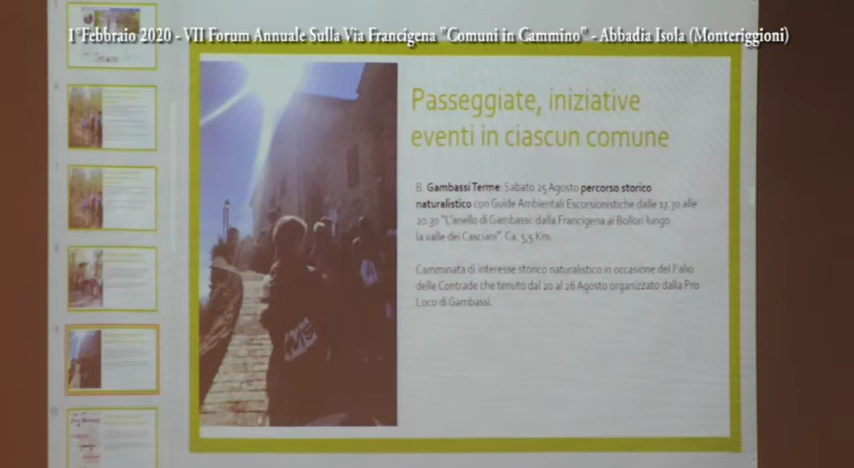 1°Febbraio 2020 - VII Forum Annuale Sulla Via Francigena "Comuni in Cammino" - Abbadia Isola (Monteriggioni)
Passeggiate, iniziative
eventi in ciascun comune
8. Gambassi Terme: Sabato 25 Agosto percorso storico
naturalistico con Guide Ambientali Escursionistiche dalle 17.30 alle
20.30 "L'anello di Gambassi: dalla Francigena ai Bollori lungo
la valle dei Casciani". Ca. 5,5 Km.
Camminata di interesse storico naturalistico in occasione del Palio
delle Contrade che tenuto dal 20 al 26 Agosto organizzato dalla Pro
Loco di Gambassi.